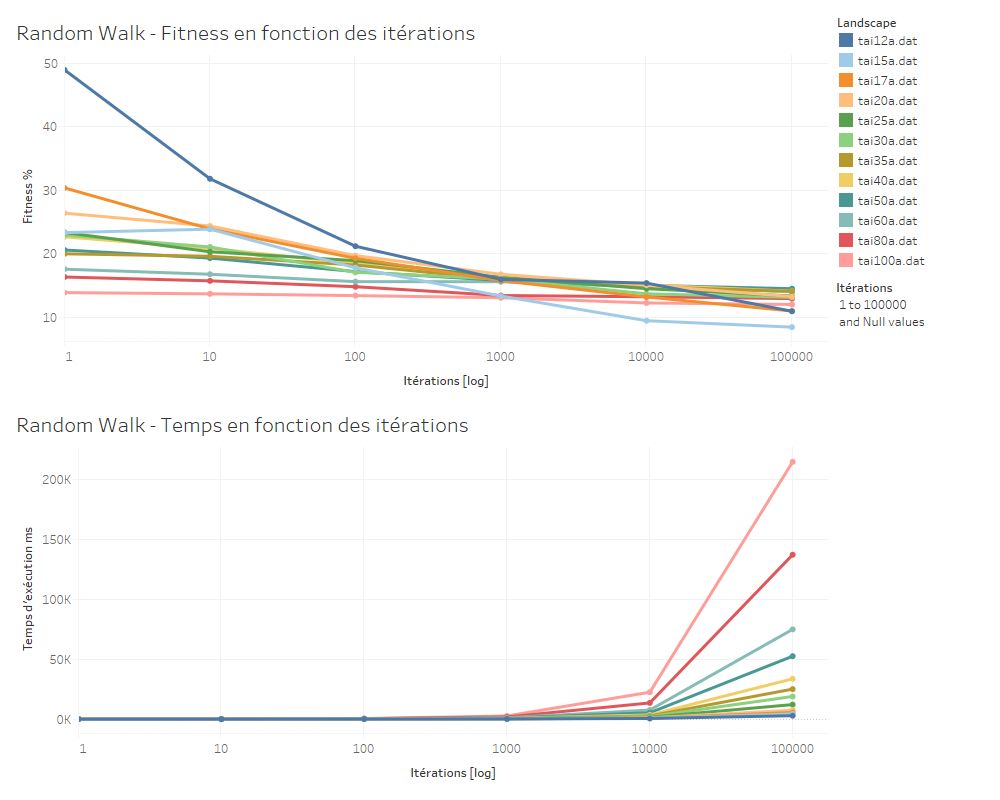 Random Walk - Fitness en fonction des itérations
Landscape
tai12a.dat
tai15a.dat
tai17a.dat
tai20a.dat
tai25a.dat
tai30a.dat
tai35a.dat
tai40a.dat
tai50a.dat
tai60a.dat
tai80a.dat
tai100a.dat
Itérations
1 to 100000
and Null values
Fitness %
50
40
30
20
10
1 10 100 1000 10000 100000
Itérations [log]
Random Walk - Temps en fonction des itérations
Temps d'exécution ms
200K
150K
100K
50K
0K
1 10 100 1000 10000 100000
Itérations [log]